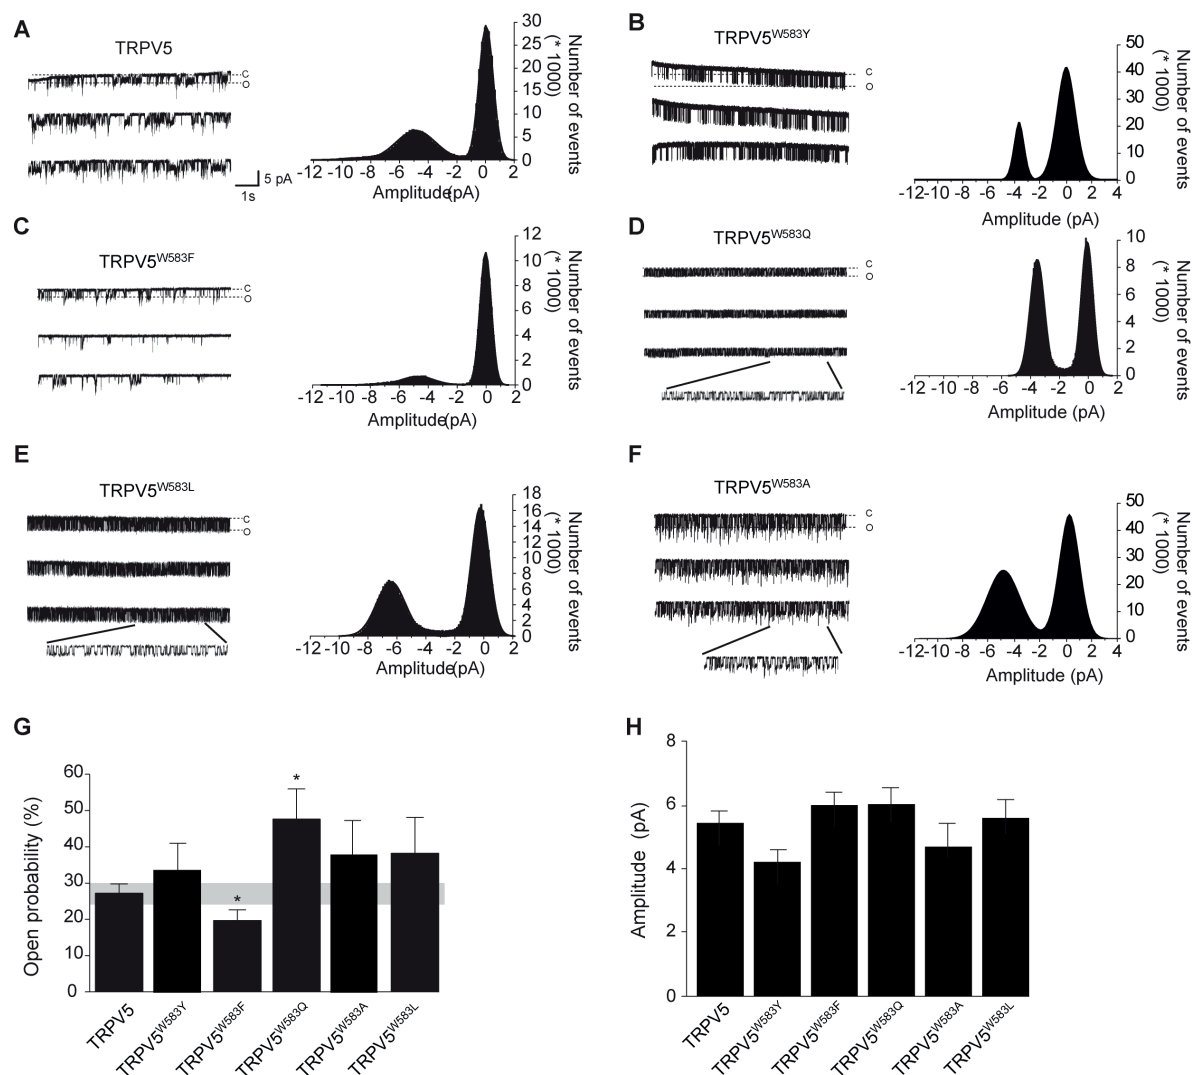 A
TRPV5
C
O
5 pA
1s
30
25
20
15
10
5
0
-12 -10 -8 -6 -4 -2 0 2
Amplitude(pA)
Number of events
(* 1000)
B
TRPV5W583Y
C
O
50
40
30
20
10
0
-12 -10 -8 -6 -4 -2 0 2 4
Amplitude (pA)
Number of events
(* 1000)
C
TRPV5W583F
C
O
12
10
8
6
4
2
0
-12 -10 -8 -6 -4 -2 0 2
Amplitude(pA)
Number of events
(* 1000)
D
TRPV5W583Q
C
O
10
8
6
4
2
0
-12 -10 -8 -6 -4 -2 0 2
Amplitude (pA)
Number of events
(* 1000)
E
TRPV5W583L
C
O
18
16
14
12
10
8
6
4
2
0
-12 -10 -8 -6 -4 -2 0 2
Amplitude(pA)
Number of events
(* 1000)
F
TRPV5W583A
C
O
50
40
30
20
10
0
-12 -10 -8 -6 -4 -2 0 2 4
Amplitude (pA)
Number of events
(* 1000)
G
Open probability (%)
60
50
40
30
20
10
0
*
*
TRPV5
TRPV5W583Y
TRPV5W583F
TRPV5W583Q
TRPV5W583A
TRPV5W583L
H
Amplitude (pA)
8
6
4
2
0
TRPV5
TRPV5W583Y
TRPV5W583F
TRPV5W583Q
TRPV5W583A
TRPV5W583L